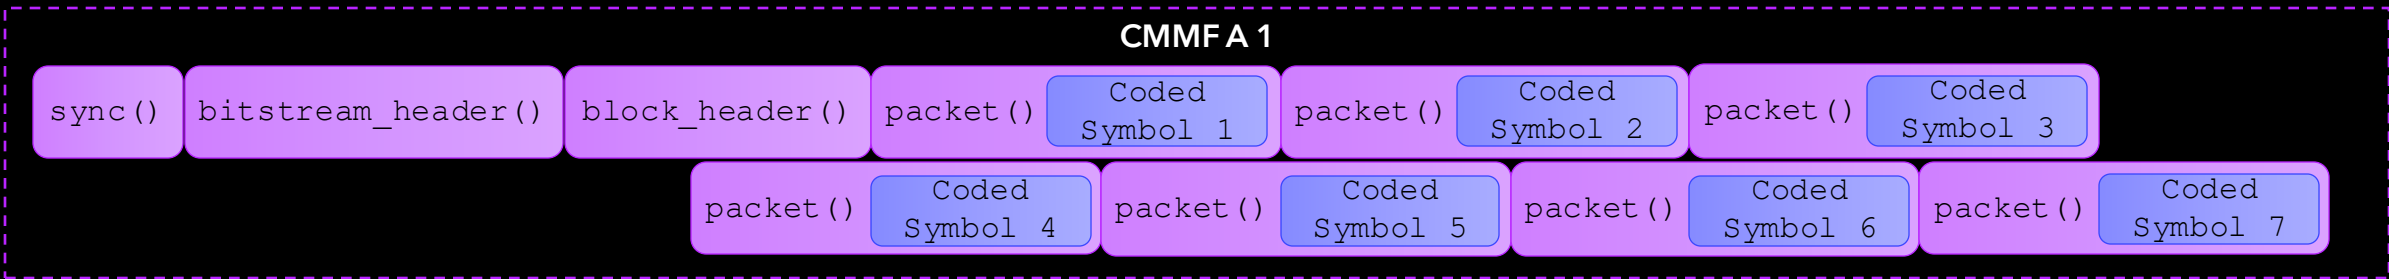 CMMF A 1
sync() bitstream_header() block_header() packet() Coded Symbol 1 packet() Coded Symbol 2 packet() Coded Symbol 3
packet() Coded Symbol 4 packet() Coded Symbol 5 packet() Coded Symbol 6 packet() Coded Symbol 7